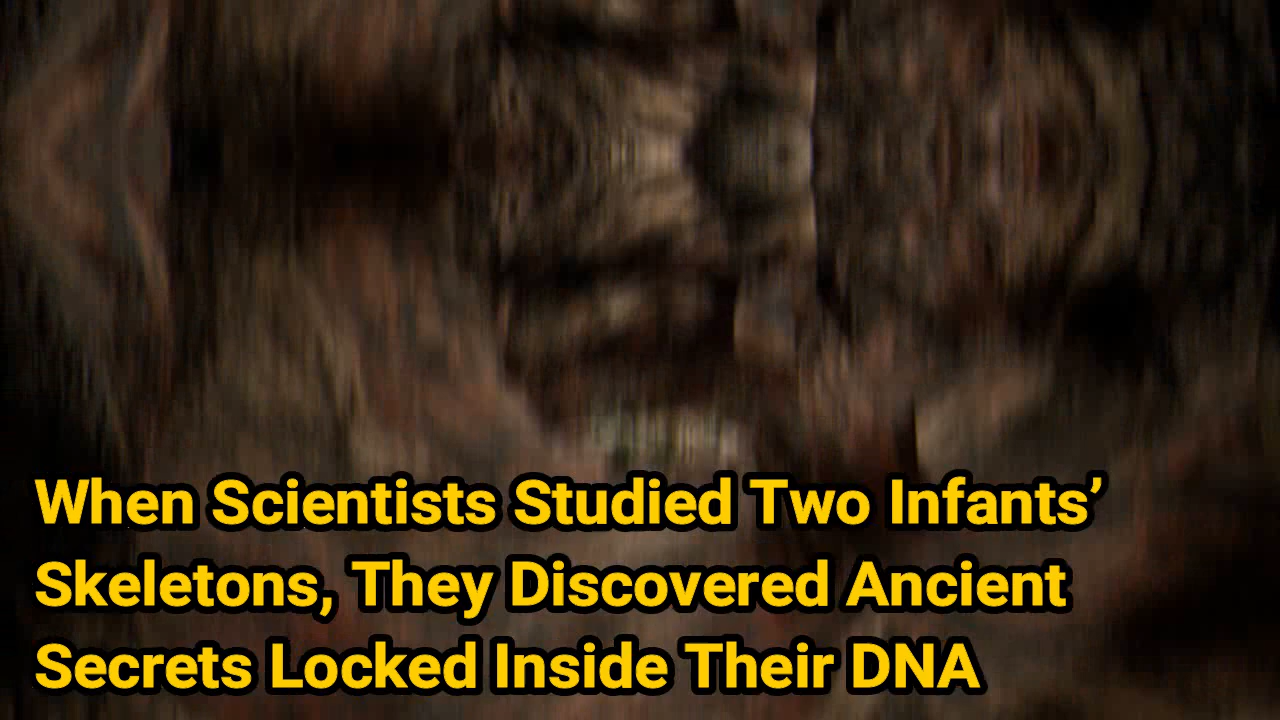 When Scientists Studied Two Infants’
Skeletons, They Discovered Ancient
Secrets Locked Inside Their DNA